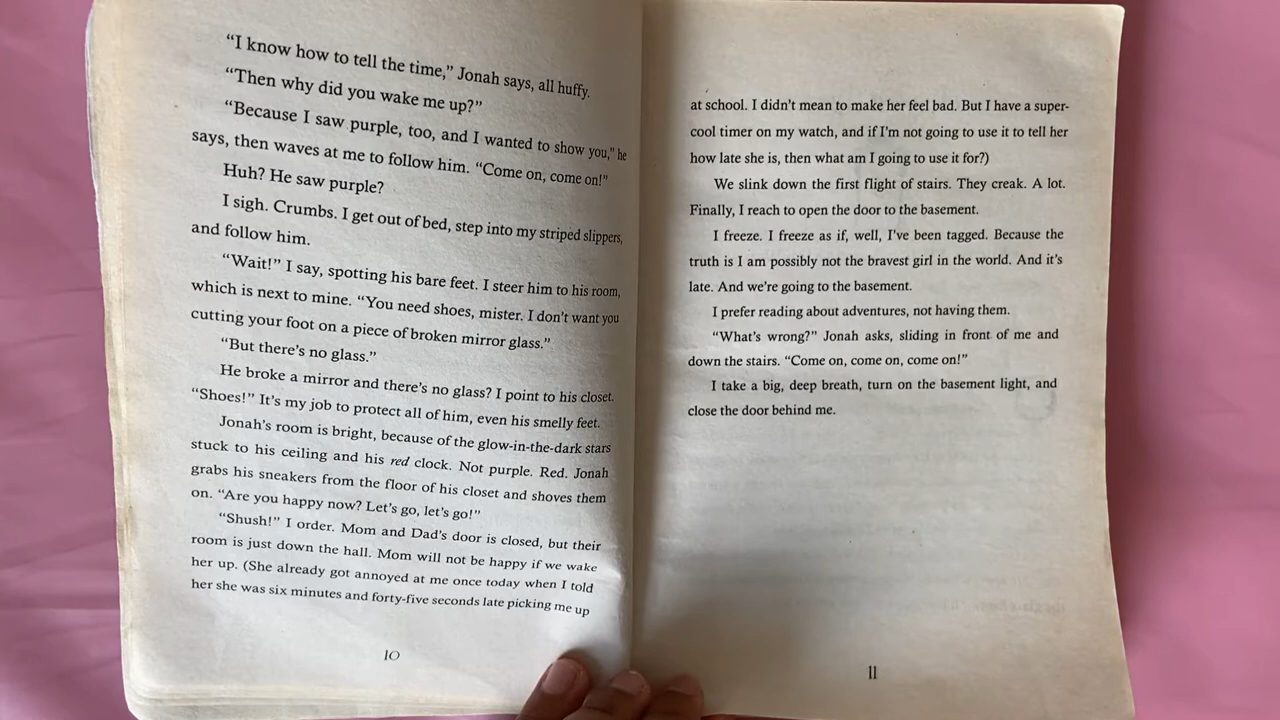 “I know how to tell the time,” Jonah says, all huffy.
“Then why did you wake me up?”
“Because I saw purple, too, and I wanted to show you,” he
says, then waves at me to follow him. “Come on, come on!”
Huh? He saw purple?
I sigh. Crumbs. I get out of bed, step into my striped slippers,
and follow him.
“Wait!” I say, spotting his bare feet. I steer him to his room,
which is next to mine. “You need shoes, mister. I don’t want you
cutting your foot on a piece of broken mirror glass.”
“But there’s no glass.”
He broke a mirror and there’s no glass? I point to his closet.
“Shoes!” It’s my job to protect all of him, even his smelly feet.
Jonah’s room is bright, because of the glow-in-the-dark stars
stuck to his ceiling and his red clock. Not purple. Red. Jonah
grabs his sneakers from the floor of his closet and shoves them
on. “Are you happy now? Let’s go, let’s go!”
“Shush!” I order. Mom and Dad’s door is closed, but their
room is just down the hall. Mom will not be happy if we wake
her up. (She already got annoyed at me once today when I told
her she was six minutes and forty-five seconds late picking me up
10
at school. I didn’t mean to make her feel bad. But I have a super-
cool timer on my watch, and if I’m not going to use it to tell her
how late she is, then what am I going to use it for?)
We slink down the first flight of stairs. They creak. A lot.
Finally, I reach to open the door to the basement.
I freeze. I freeze as if, well, I’ve been tagged. Because the
truth is I am possibly not the bravest girl in the world. And it’s
late. And we’re going to the basement.
I prefer reading about adventures, not having them.
“What’s wrong?” Jonah asks, sliding in front of me and
down the stairs. “Come on, come on, come on!”
I take a big, deep breath, turn on the basement light, and
close the door behind me.
11